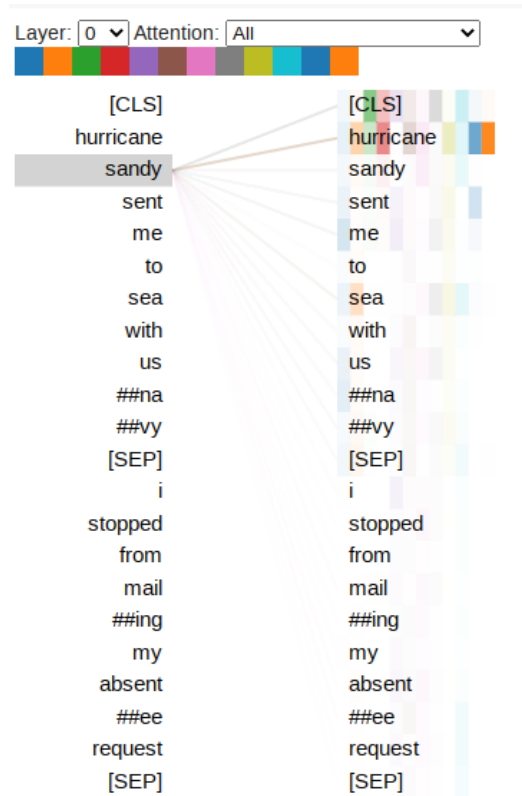 Layer: 0 Attention: All
[CLS] [CLS]
hurricane hurricane
sandy sandy
sent sent
me me
to to
sea sea
with with
us us
##na ##na
##vy ##vy
[SEP] [SEP]
i i
stopped stopped
from from
mail mail
##ing ##ing
my my
absent absent
##ee ##ee
request request
[SEP] [SEP]